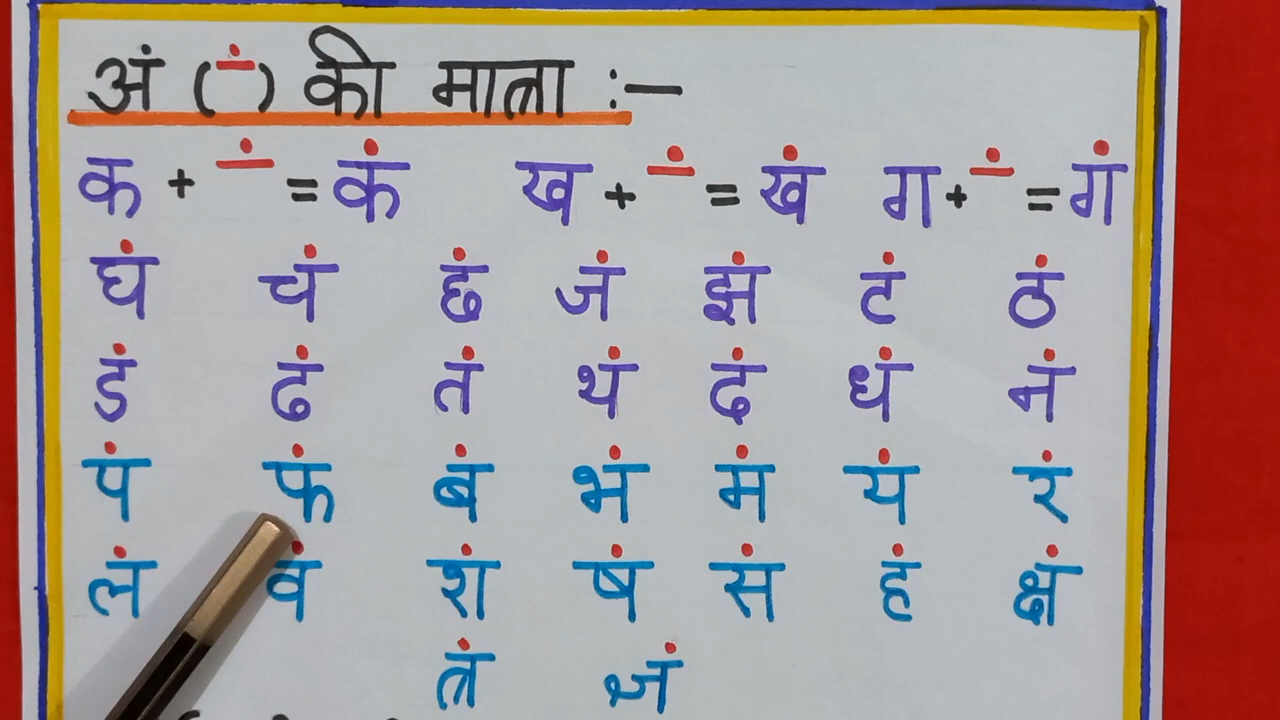 अं (ं) की मात्रा :-
क + ं = कं ख + ं = खं ग + ं = गं
घं चं छं जं झं टं ठं
डं ढं तं थं दं धं नं
पं फं बं भं मं यं रं
लं वं शं षं सं हं क्षं
त्रं ज्ञं